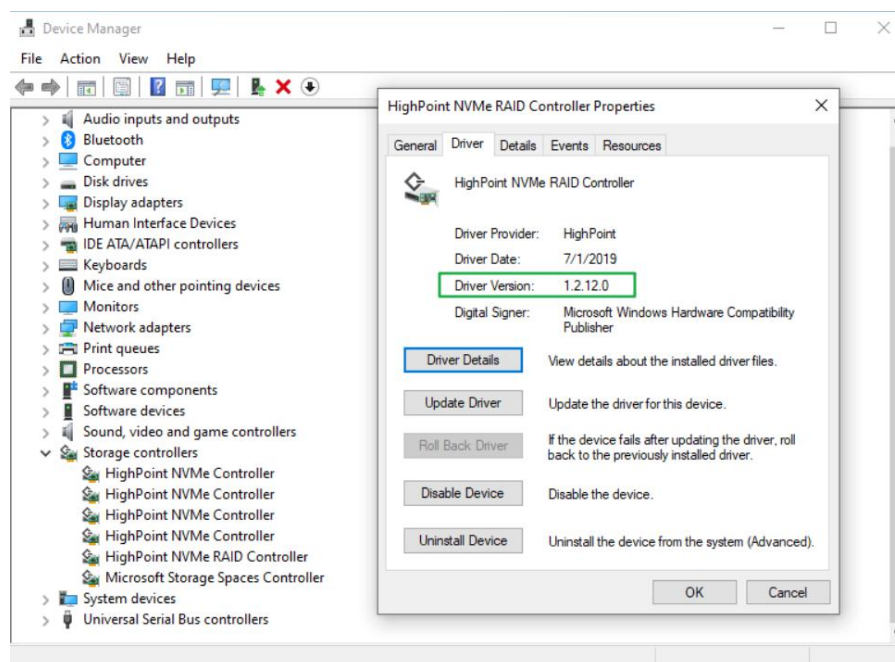 Device Manager
File Action View Help
Audio inputs and outputs
Bluetooth
Computer
Disk drives
Display adapters
Human Interface Devices
IDE ATA/ATAPI controllers
Keyboards
Mice and other pointing devices
Monitors
Network adapters
Print queues
Processors
Software components
Software devices
Sound, video and game controllers
Storage controllers
HighPoint NVMe Controller
HighPoint NVMe Controller
HighPoint NVMe Controller
HighPoint NVMe Controller
HighPoint NVMe RAID Controller
Microsoft Storage Spaces Controller
System devices
Universal Serial Bus controllers
HighPoint NVMe RAID Controller Properties
General Driver Details Events Resources
HighPoint NVMe RAID Controller
Driver Provider: HighPoint
Driver Date: 7/1/2019
Driver Version: 1.2.12.0
Digital Signer: Microsoft Windows Hardware Compatibility
Publisher
Driver Details View details about the installed driver files.
Update Driver Update the driver for this device.
Roll Back Driver If the device fails after updating the driver, roll
back to the previously installed driver.
Disable Device Disable the device.
Uninstall Device Uninstall the device from the system (Advanced).
OK Cancel